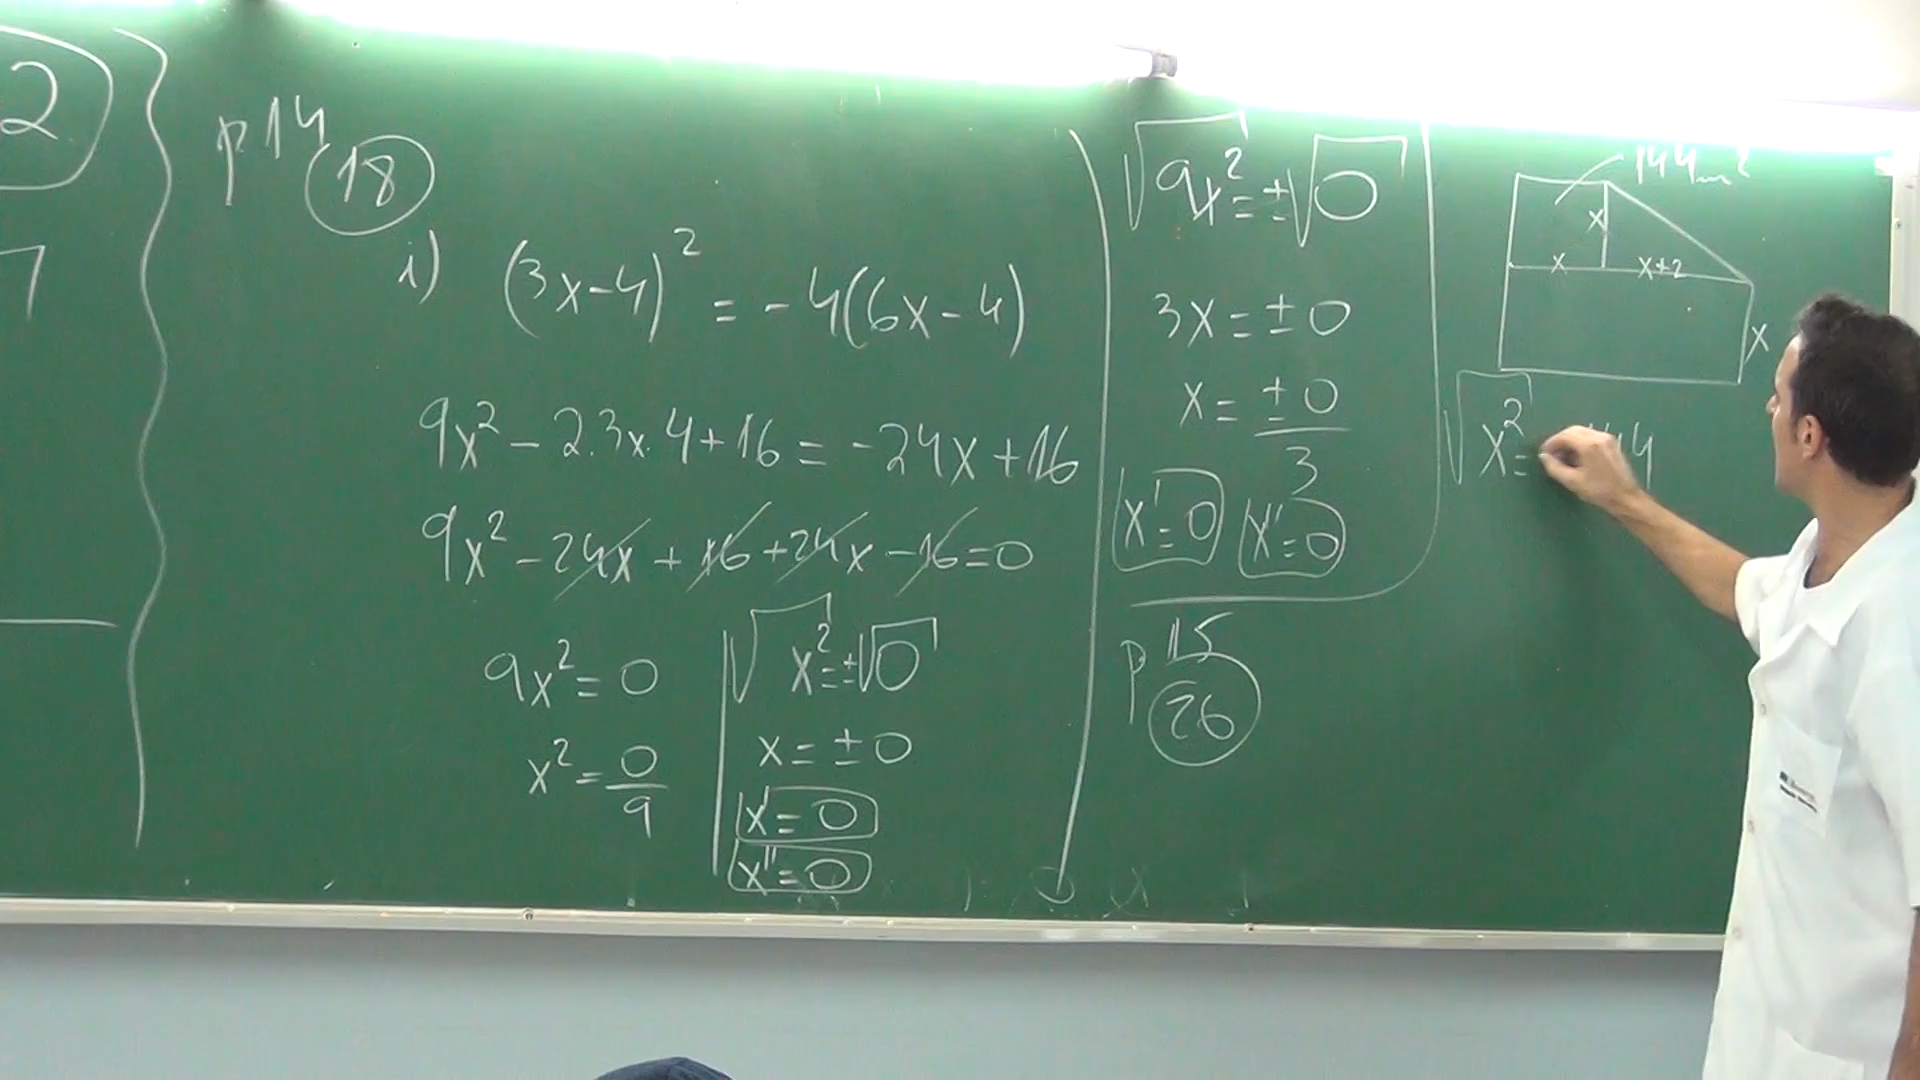 2
7
p14
18
i) (3x-4)² = -4(6x-4)
9x² - 2.3x.4 + 16 = -24x + 16
9x² - 24x + 16 + 24x - 16 = 0
9x² = 0
x² = 0/9
√x² = ±√0
x = ±0
x' = 0
x'' = 0
√9x² = ±√0
3x = ±0
x = ±0/3
x' = 0 x'' = 0
p 15
26
144m²
x
x x+2
x
√x² =